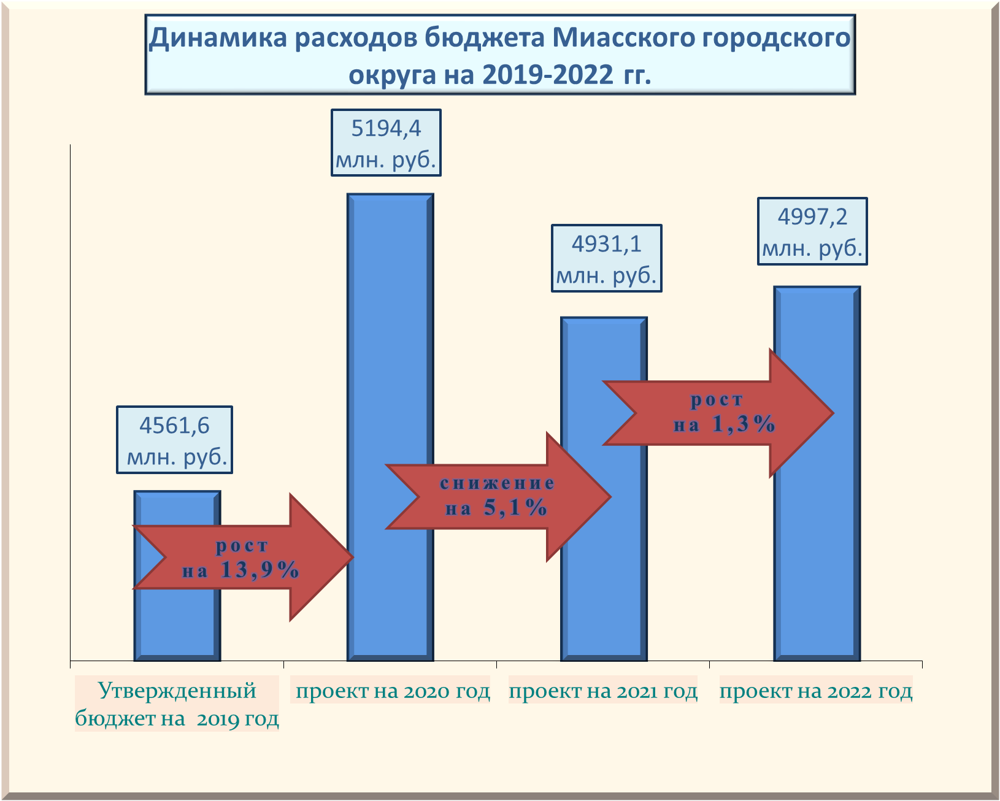 Динамика расходов бюджета Миасского городского
округа на 2019-2022 гг.
5194,4
млн. руб.
4997,2
млн. руб.
4931,1
млн. руб.
4561,6
млн. руб.
рост
на 1,3%
снижение
на 5,1%
рост
на 13,9%
Утвержденный
бюджет на 2019 год
проект на 2020 год
проект на 2021 год
проект на 2022 год